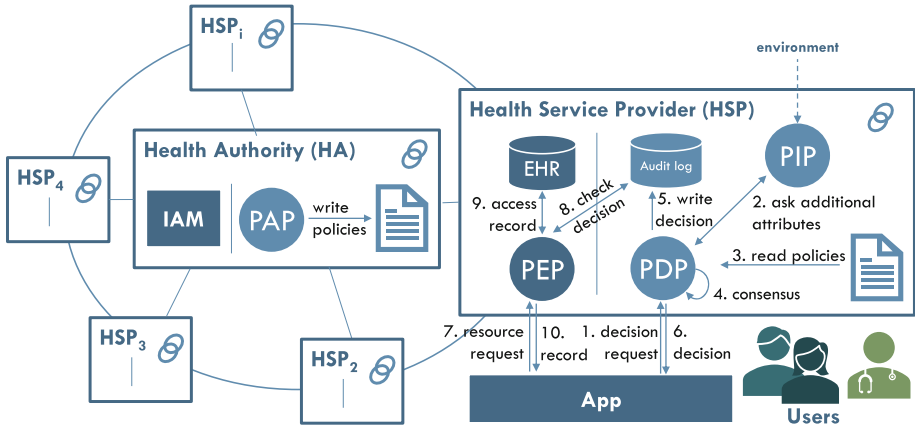 HSPi
environment
Health Service Provider (HSP)
Health Authority (HA)
EHR
Audit log
PIP
HSP4
IAM
PAP
write
policies
9. access
record
8. check
decision
5. write
decision
2. ask additional
attributes
PEP
PDP
3. read policies
4. consensus
HSP3
HSP2
7. resource
request
10.
record
1. decision
request
6.
decision
App
Users